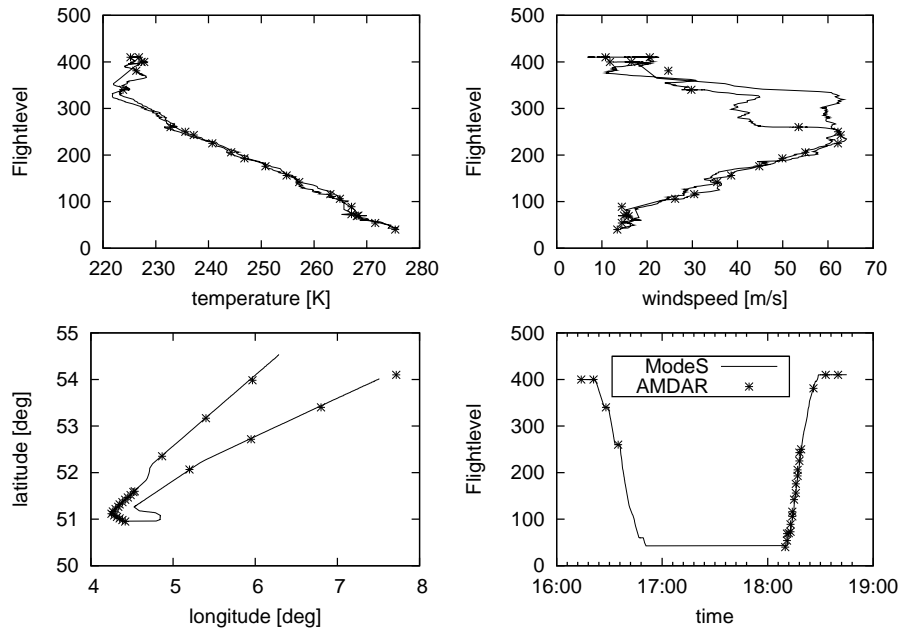 500
400
300
200
100
0
Flightlevel
220 230 240 250 260 270 280
temperature [K]
500
400
300
200
100
0
Flightlevel
0 10 20 30 40 50 60 70
windspeed [m/s]
55
54
53
52
51
50
latitude [deg]
4 5 6 7 8
longitude [deg]
500
400
300
200
100
0
Flightlevel
ModeS
AMDAR
16:00 17:00 18:00 19:00
time